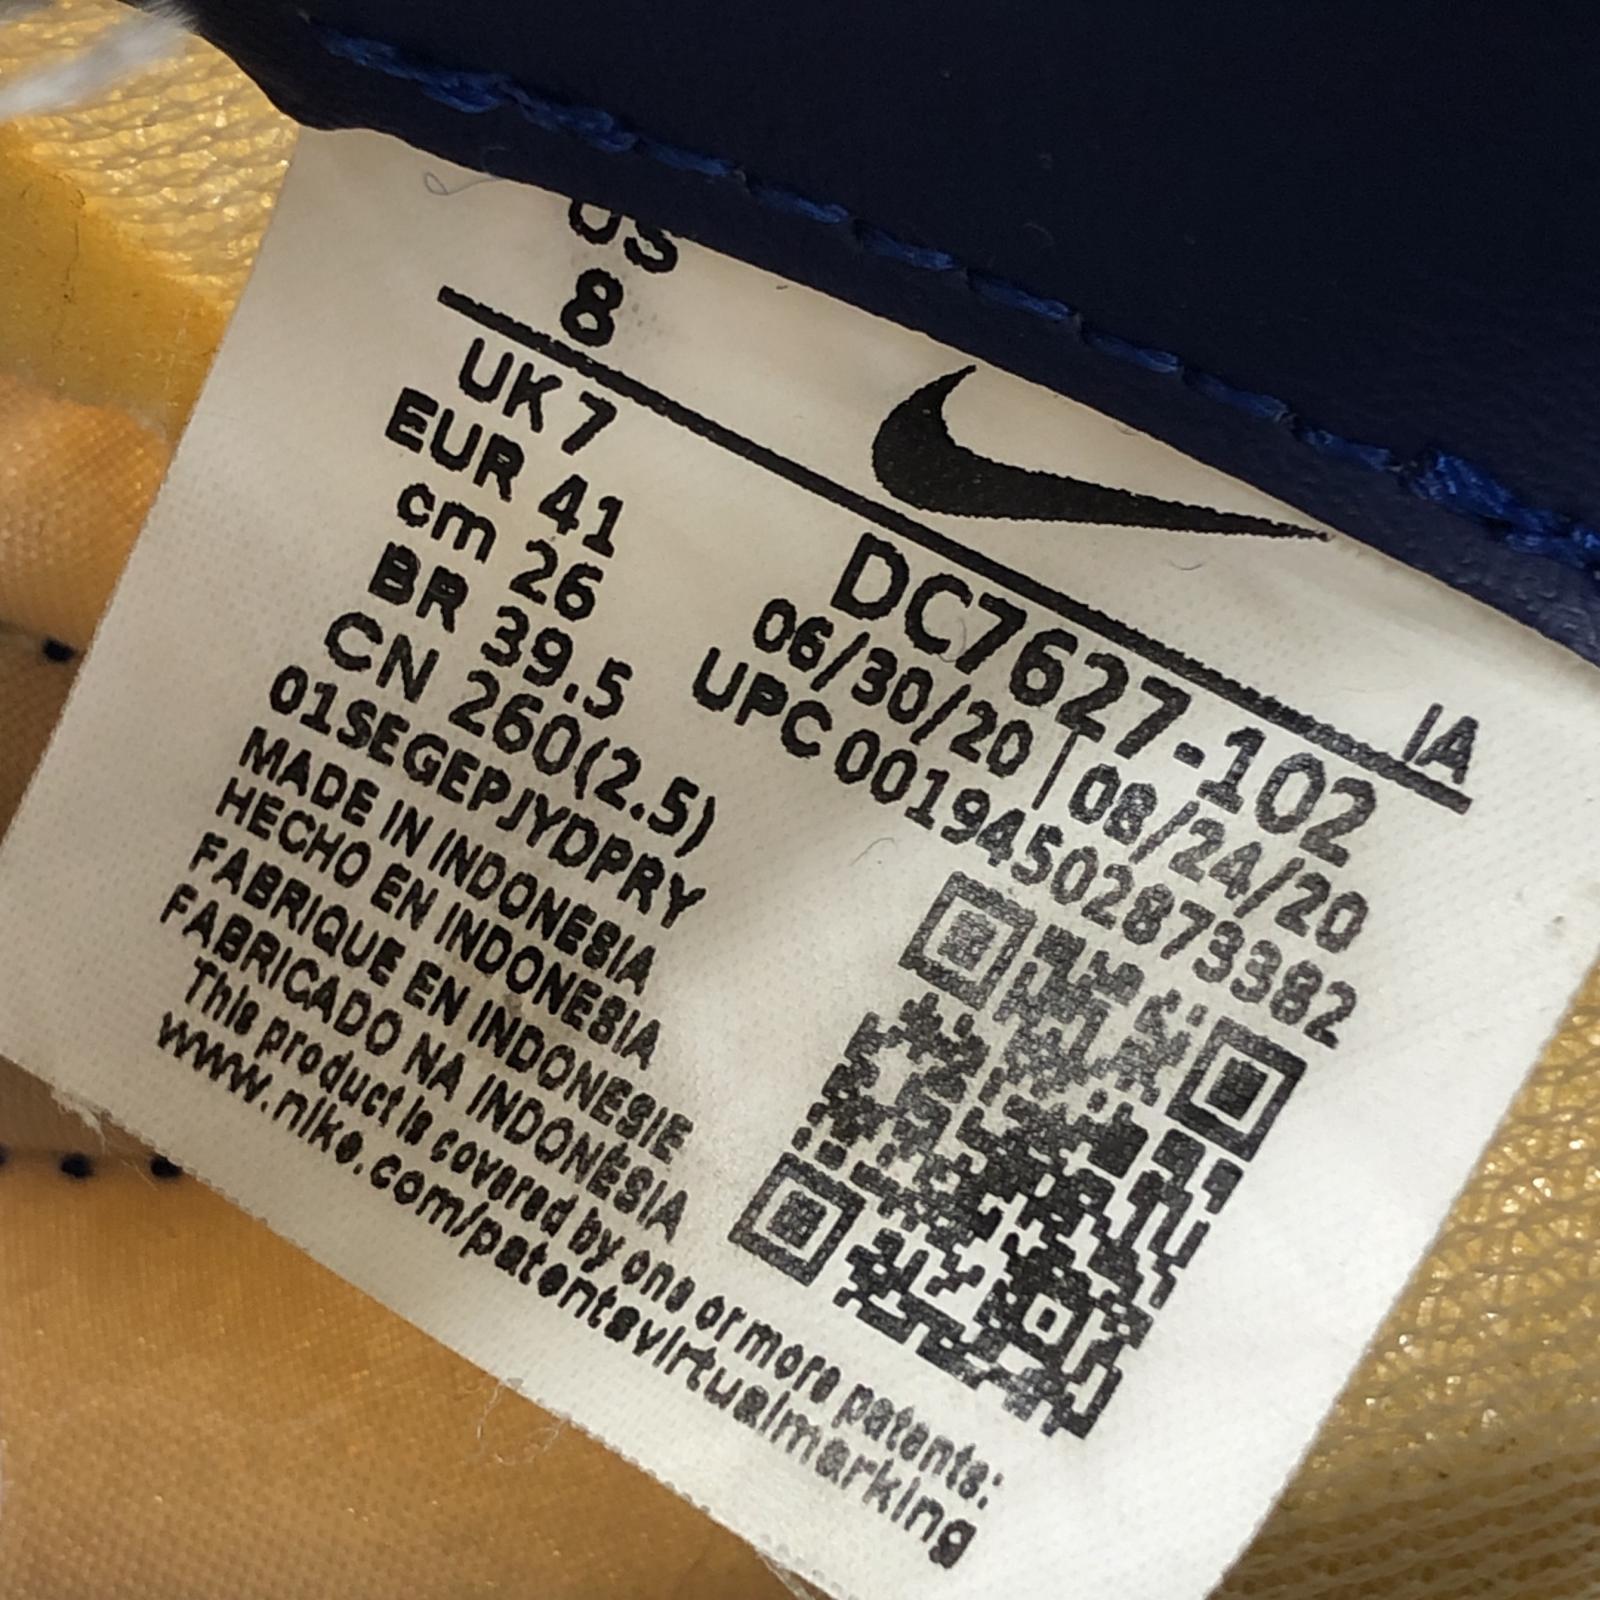 US
8
UK 7
EUR 41
cm 26
BR 39.5
CN 260(2.5)
01SEGEPJYDPRY
MADE IN INDONESIA
HECHO EN INDONESIA
FABRIQUE EN INDONESIE
FABRICADO NA INDONÉSIA
This product is covered by one or more patents:
www.nike.com/patentsvirtualmarking
IA
DC7627-102
06/30/20 | 08/24/20
UPC 00194502873382